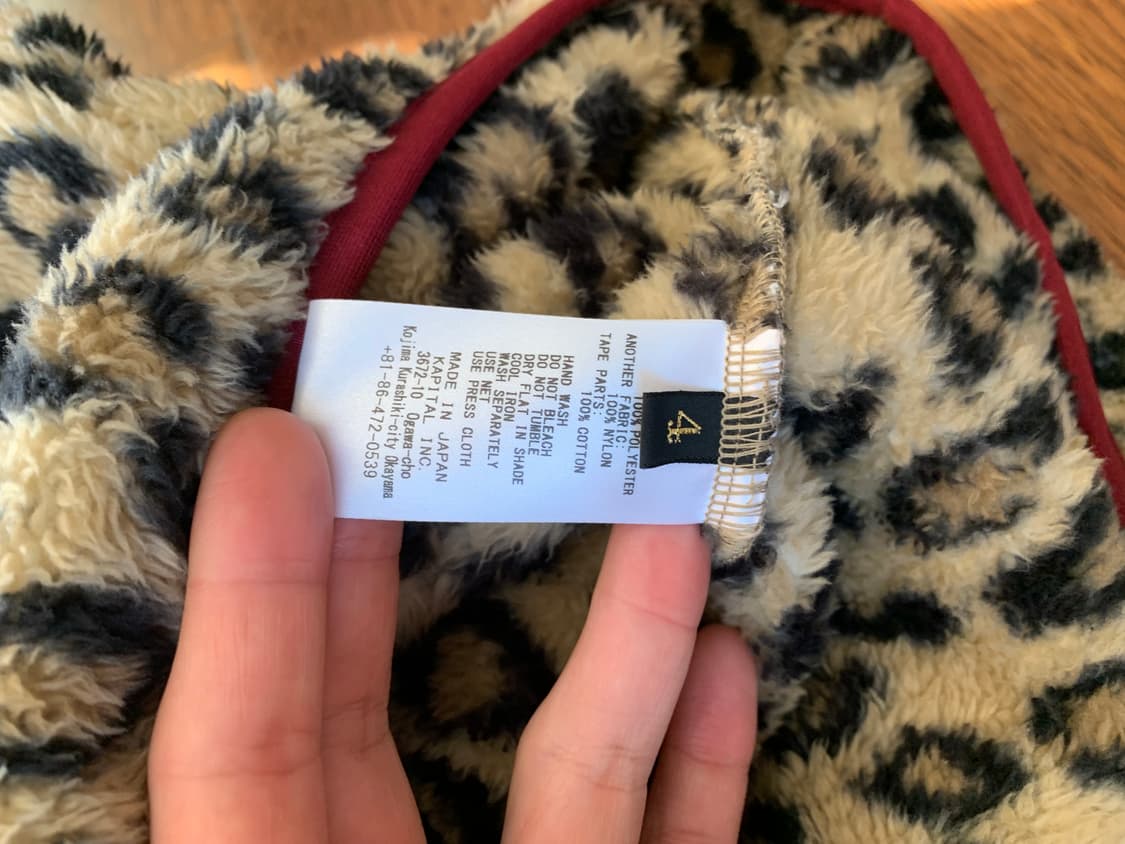 4
100% POLYESTER
ANOTHER FABRIC:
100% NYLON
TAPE PARTS:
100% COTTON
HAND WASH
DO NOT BLEACH
DO NOT TUMBLE
DRY FLAT IN SHADE
COOL IRON
WASH SEPARATELY
USE NET
USE PRESS CLOTH
MADE IN JAPAN
KAPITAL INC.
3672-10 Ogawa-cho
Kojima Kurashiki-city Okayama
+81-86-472-0539